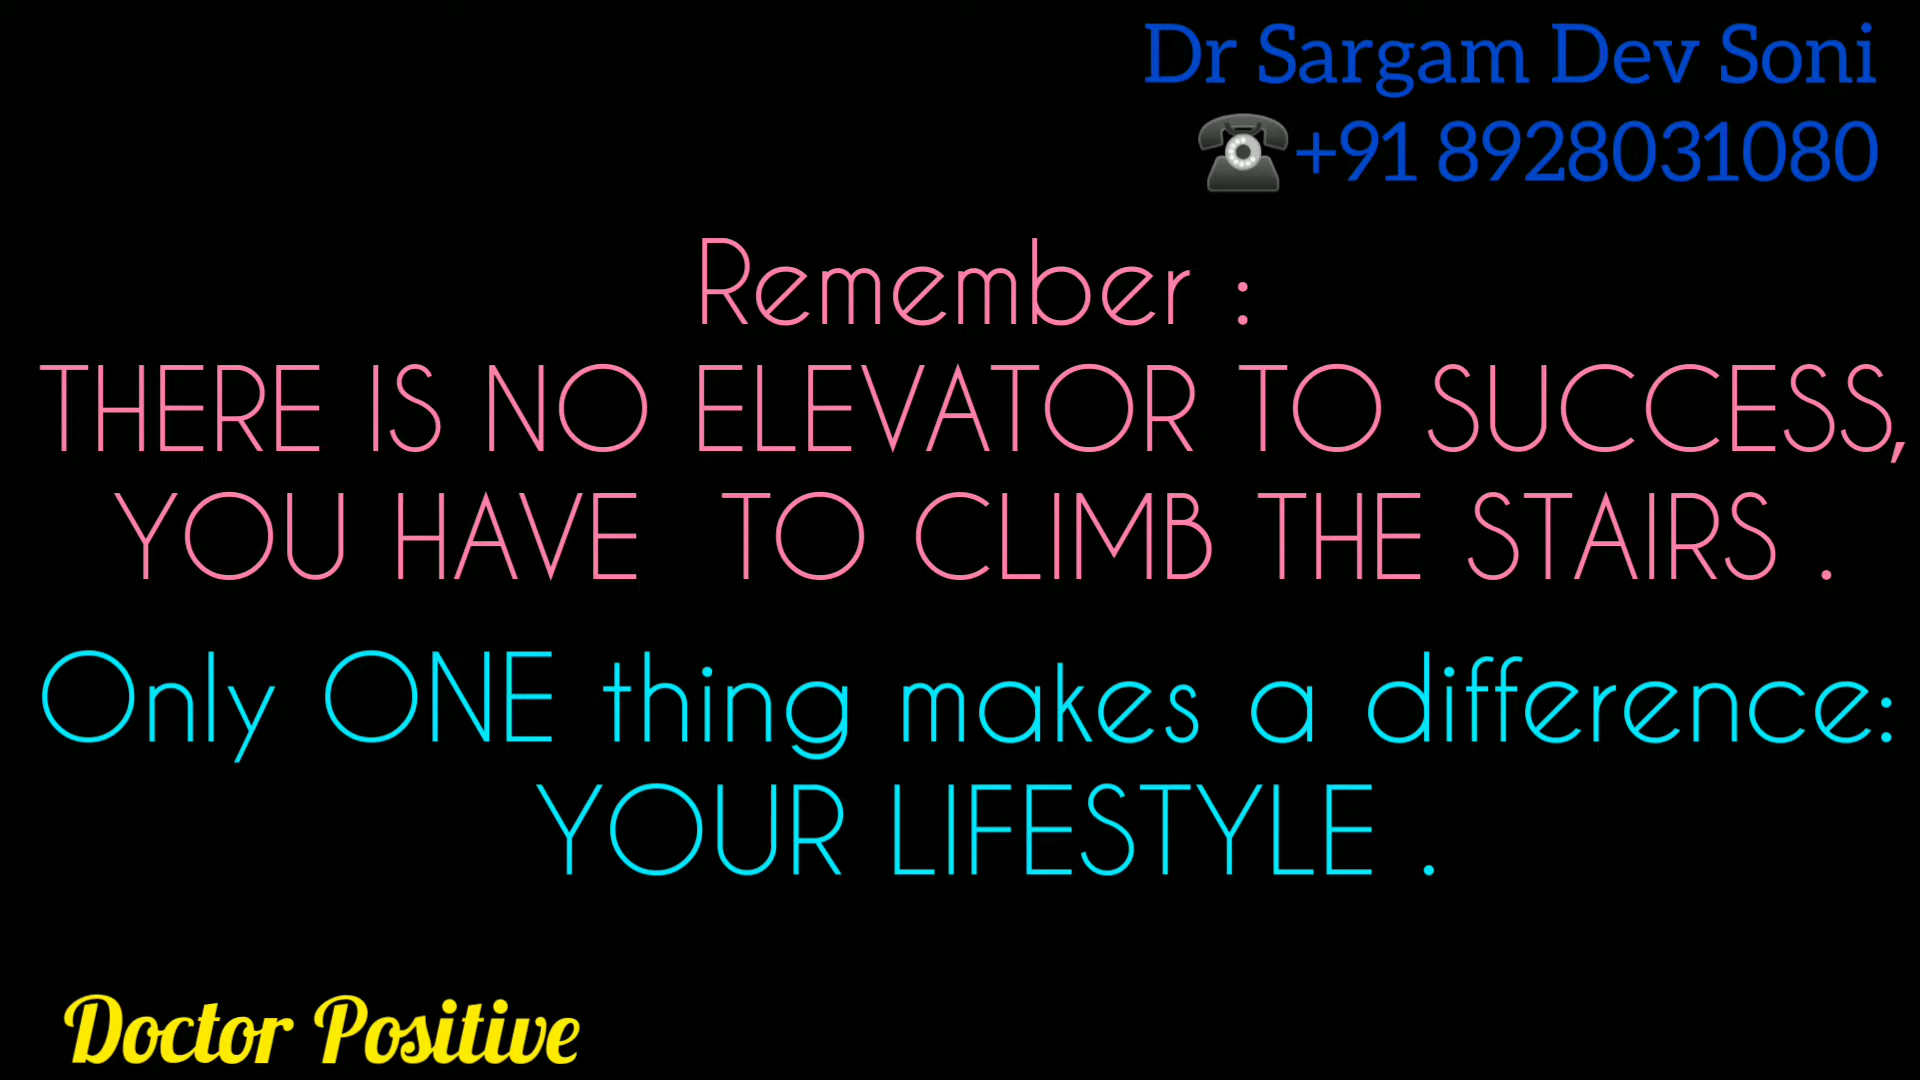 Dr Sargam Dev Soni
☎+91 8928031080
Remember :
THERE IS NO ELEVATOR TO SUCCESS,
YOU HAVE  TO CLIMB THE STAIRS .
Only ONE thing makes a difference:
YOUR LIFESTYLE .
Doctor Positive